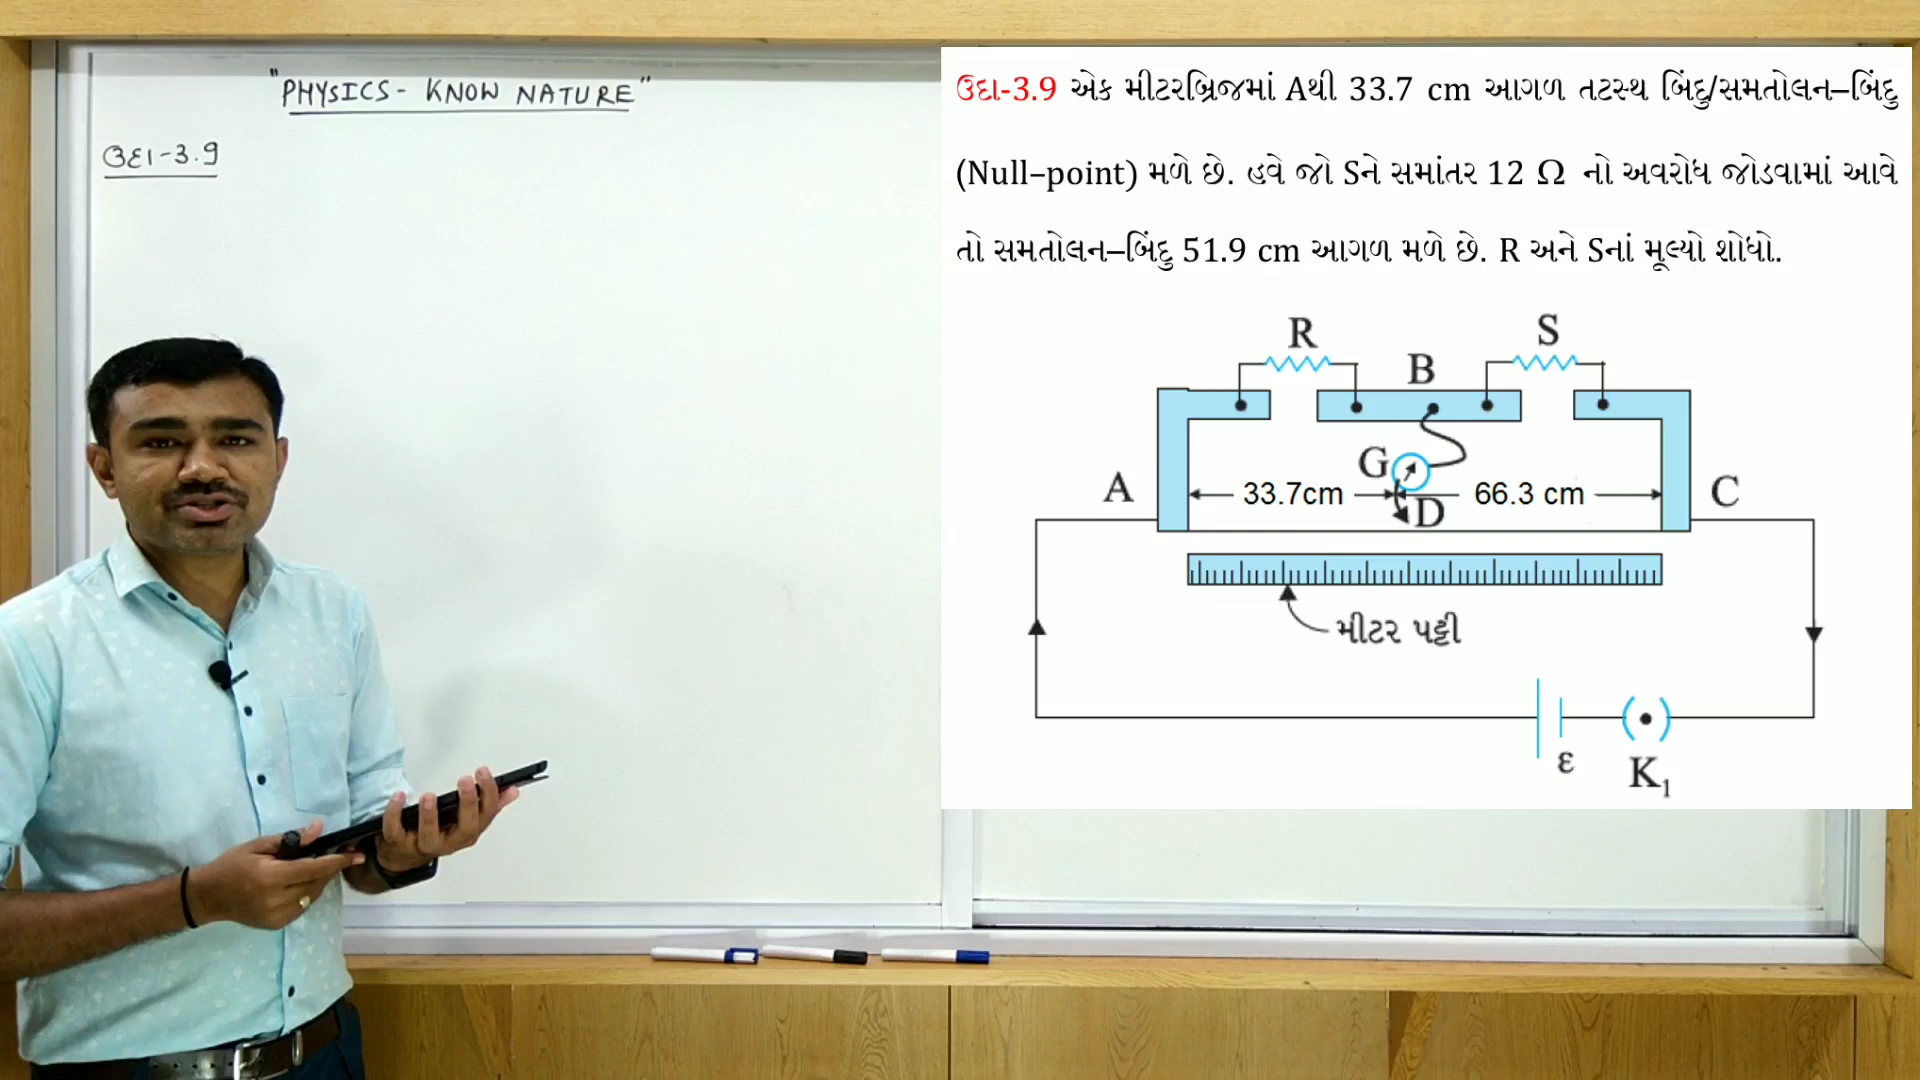 "PHYSICS - KNOW NATURE"
ઉદા-3.9
ઉદા-3.9 એક મીટરબ્રિજમાં Aથી 33.7 cm આગળ તટસ્થ બિંદુ/સમતોલન–બિંદુ
(Null–point) મળે છે. હવે જો Sને સમાંતર 12 Ω નો અવરોધ જોડવામાં આવે
તો સમતોલન–બિંદુ 51.9 cm આગળ મળે છે. R અને Sનાં મૂલ્યો શોધો.
R
S
B
G
A
33.7cm
66.3 cm
C
D
મીટર પટ્ટી
ε
K₁